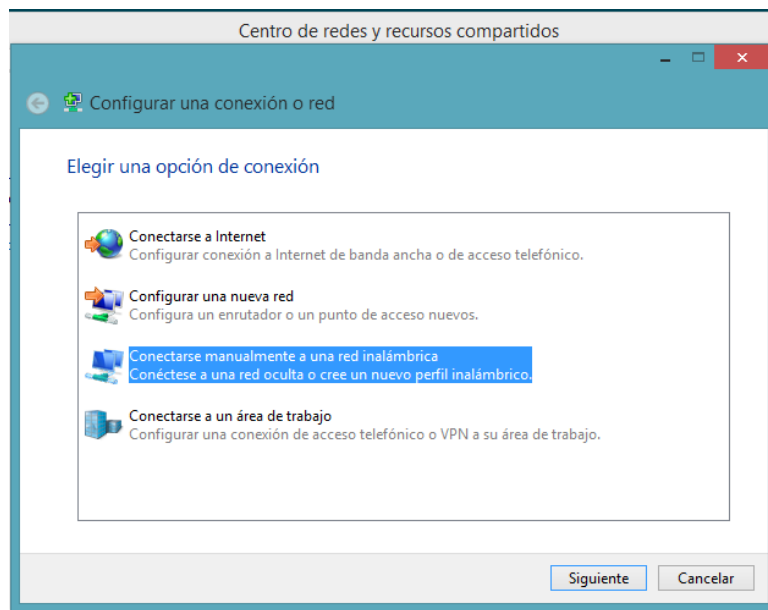 Centro de redes y recursos compartidos
Configurar una conexión o red
Elegir una opción de conexión
Conectarse a Internet
Configurar conexión a Internet de banda ancha o de acceso telefónico.
Configurar una nueva red
Configura un enrutador o un punto de acceso nuevos.
Conectarse manualmente a una red inalámbrica
Conéctese a una red oculta o cree un nuevo perfil inalámbrico.
Conectarse a un área de trabajo
Configurar una conexión de acceso telefónico o VPN a su área de trabajo.
Siguiente
Cancelar